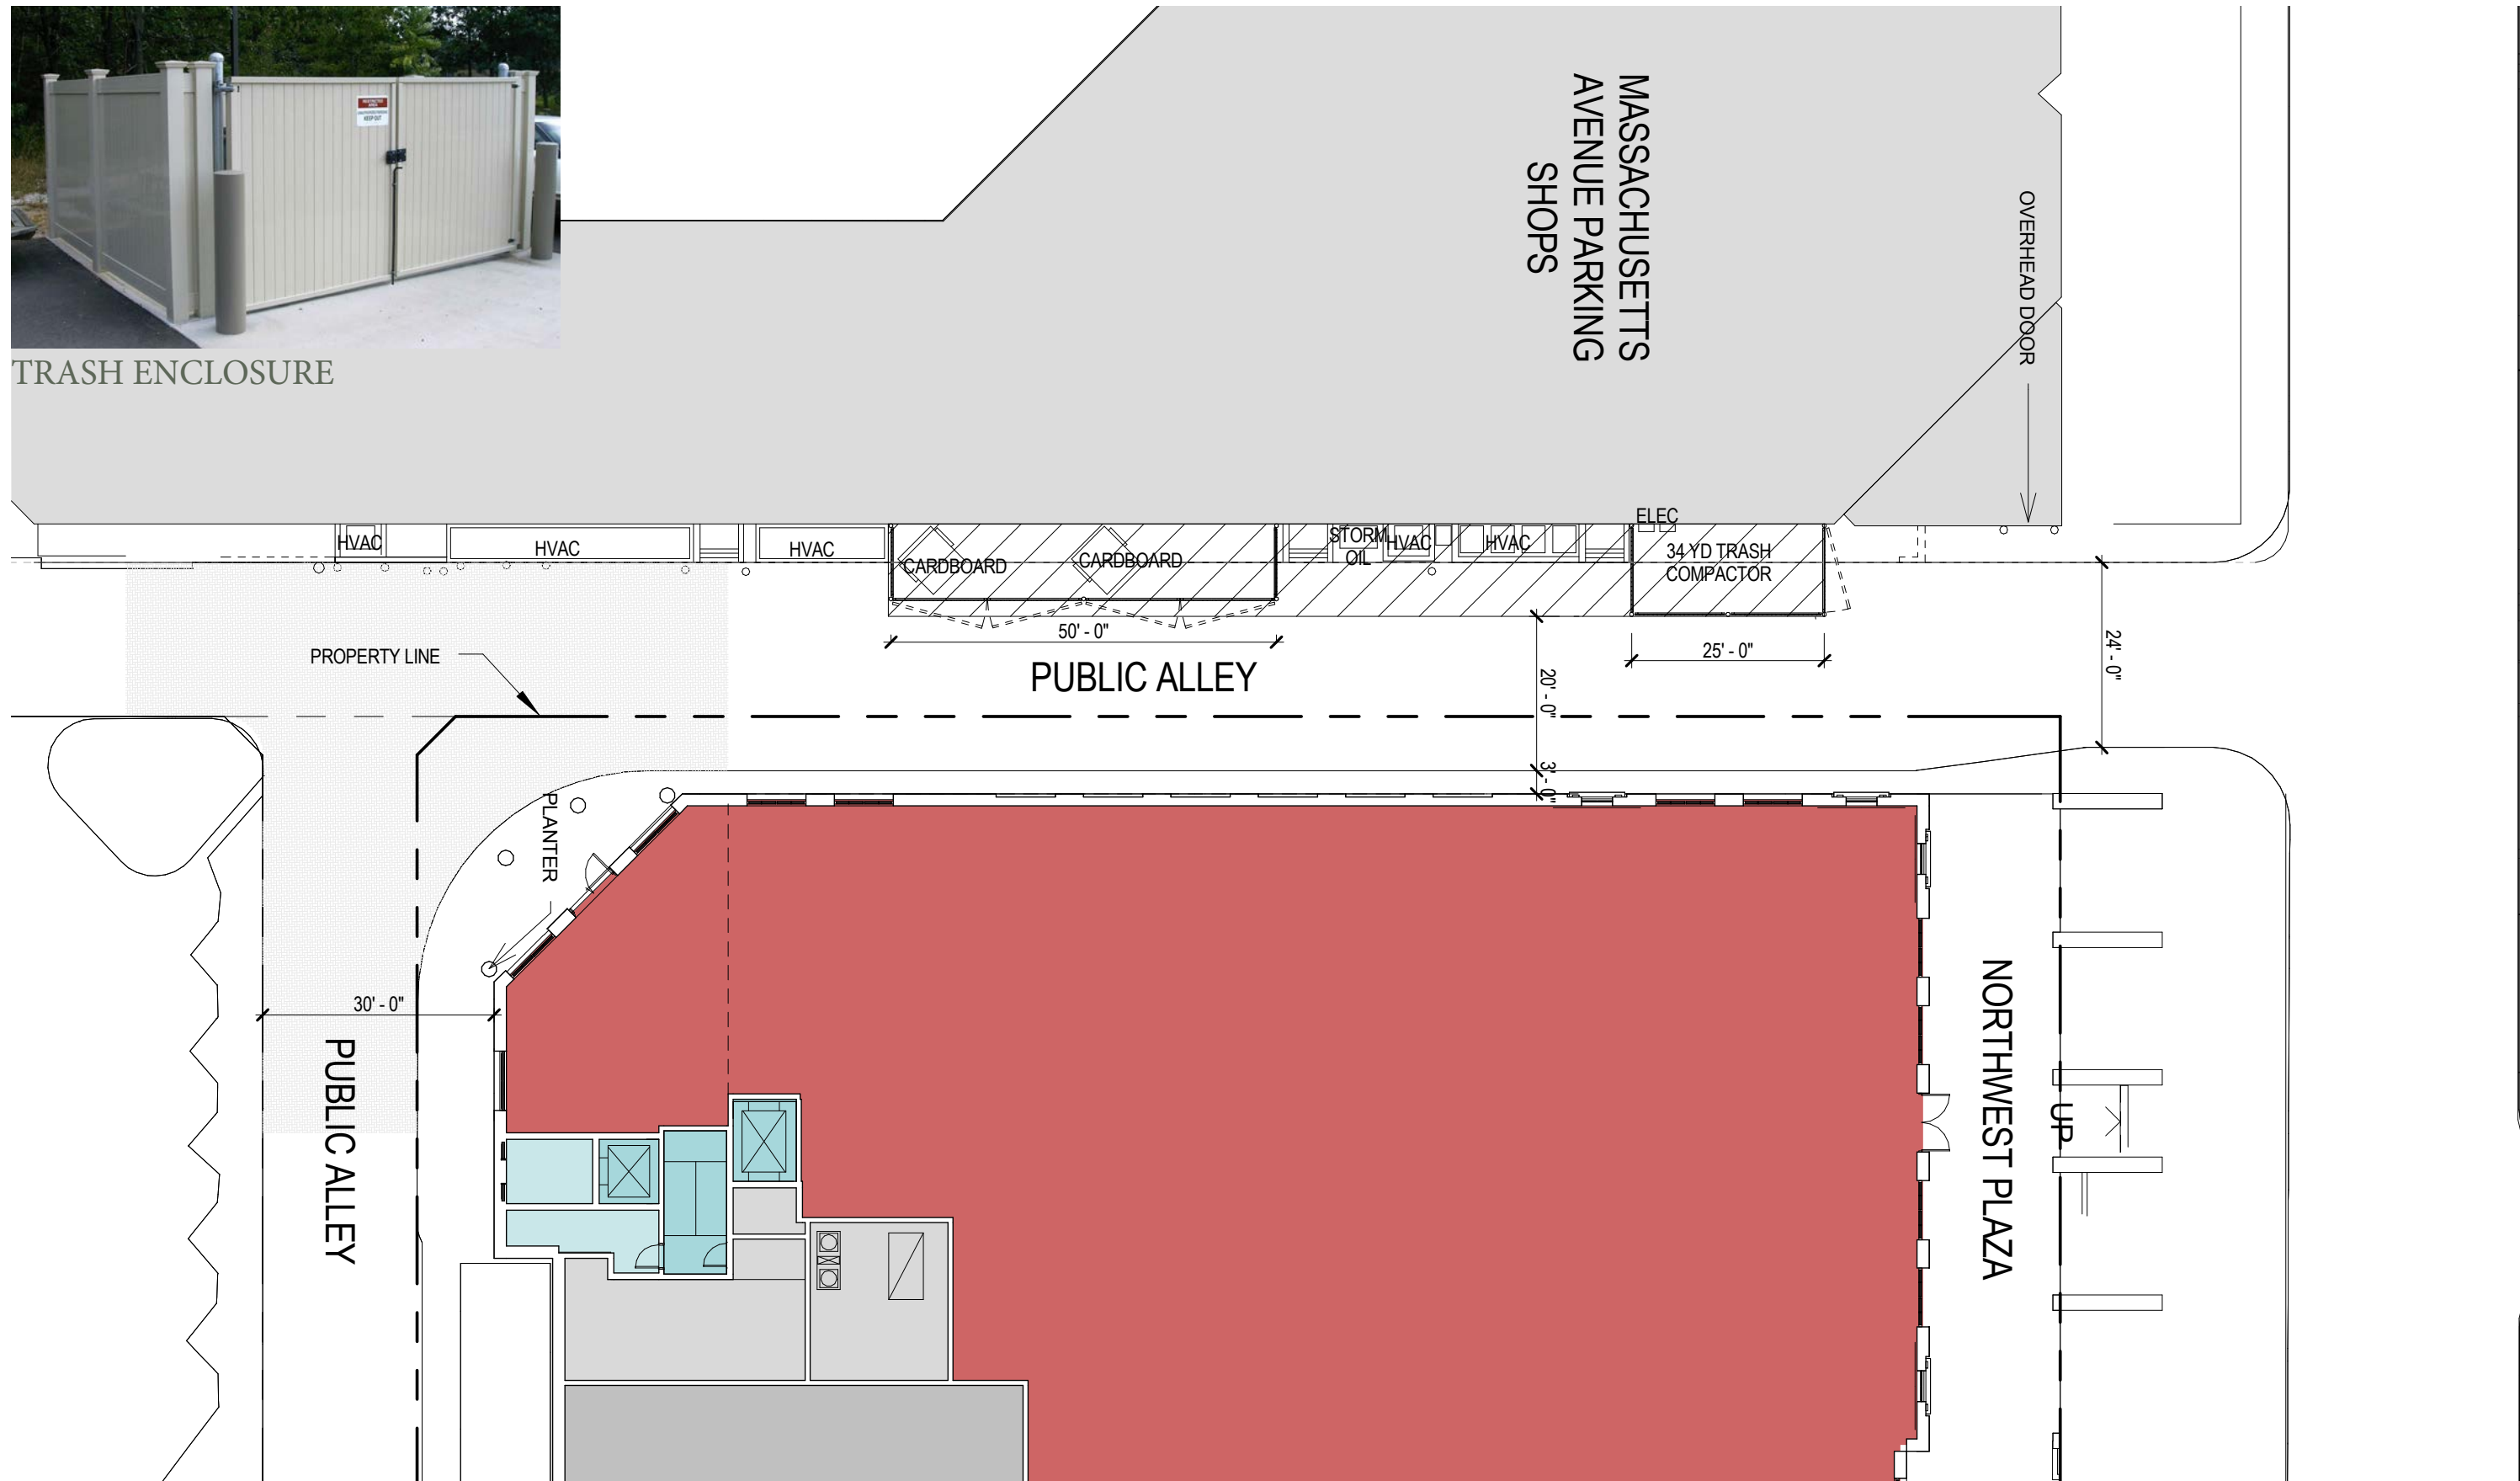 KEEP OUT
TRASH ENCLOSURE
MASSACHUSETTS
AVENUE PARKING
SHOPS
OVERHEAD DOOR
HVAC
HVAC
HVAC
CARDBOARD
CARDBOARD
STORM
OIL
HVAC
HVAC
ELEC
34 YD TRASH
COMPACTOR
50' - 0"
25' - 0"
24' - 0"
PROPERTY LINE
PUBLIC ALLEY
20' - 0"
3' - 0"
PLANTER
30' - 0"
PUBLIC ALLEY
NORTHWEST PLAZA
UP